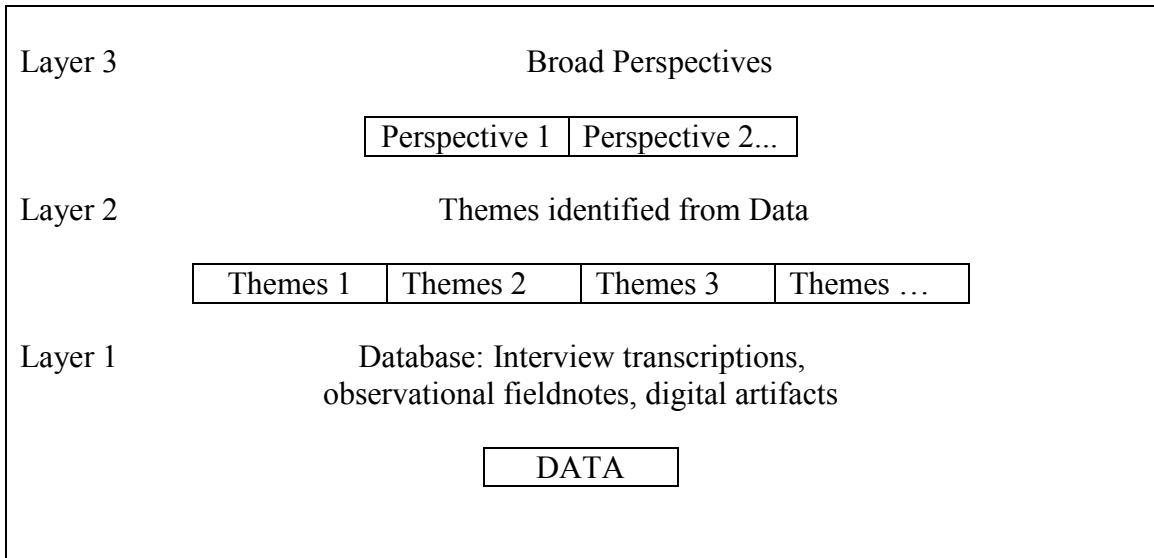 Layer 3 Broad Perspectives
Perspective 1 Perspective 2...
Layer 2 Themes identified from Data
Themes 1 Themes 2 Themes 3 Themes …
Layer 1 Database: Interview transcriptions,
observational fieldnotes, digital artifacts
DATA